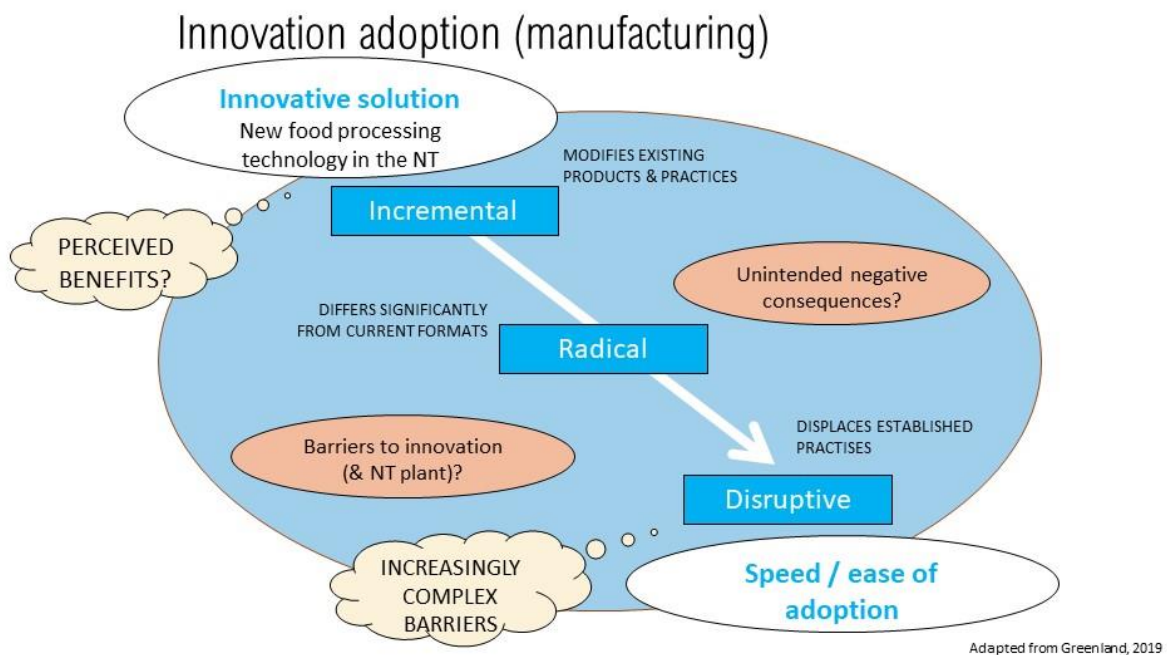 Innovation adoption (manufacturing)
Innovative solution
New food processing
technology in the NT
MODIFIES EXISTING
PRODUCTS & PRACTICES
Incremental
PERCEIVED
BENEFITS?
Unintended negative
consequences?
DIFFERS SIGNIFICANTLY
FROM CURRENT FORMATS
Radical
DISPLACES ESTABLISHED
PRACTISES
Barriers to innovation
(& NT plant)?
Disruptive
INCREASINGLY
COMPLEX
BARRIERS
Speed / ease of
adoption
Adapted from Greenland, 2019